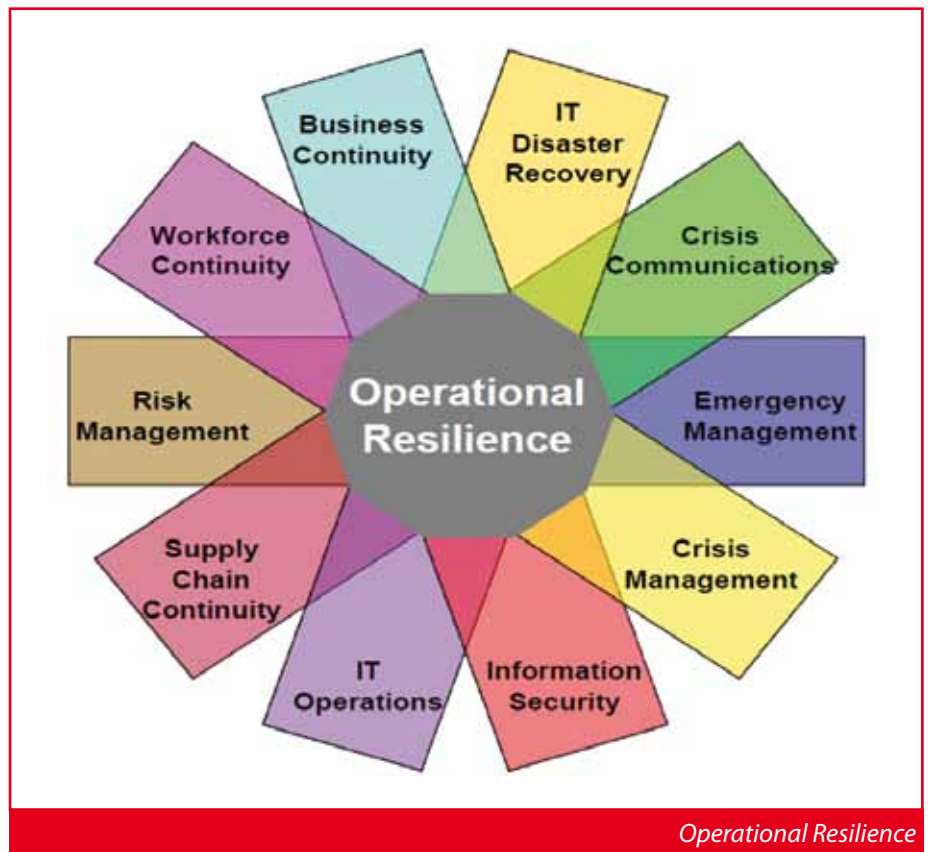 Business
Continuity
IT
Disaster
Recovery
Crisis
Communications
Emergency
Management
Crisis
Management
Information
Security
IT
Operations
Supply
Chain
Continuity
Risk
Management
Workforce
Continuity
Operational
Resilience
Operational Resilience